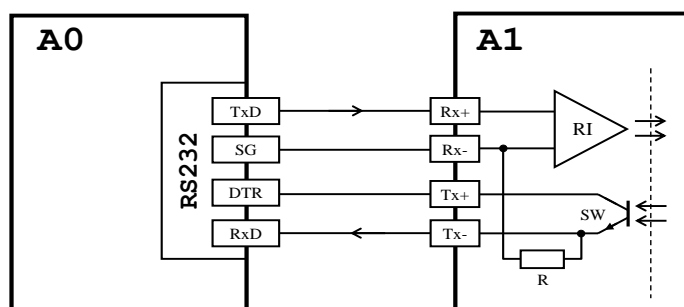 A0
A1
RS232
TxD
SG
DTR
RxD
Rx+
Rx-
Tx+
Tx-
RI
SW
R